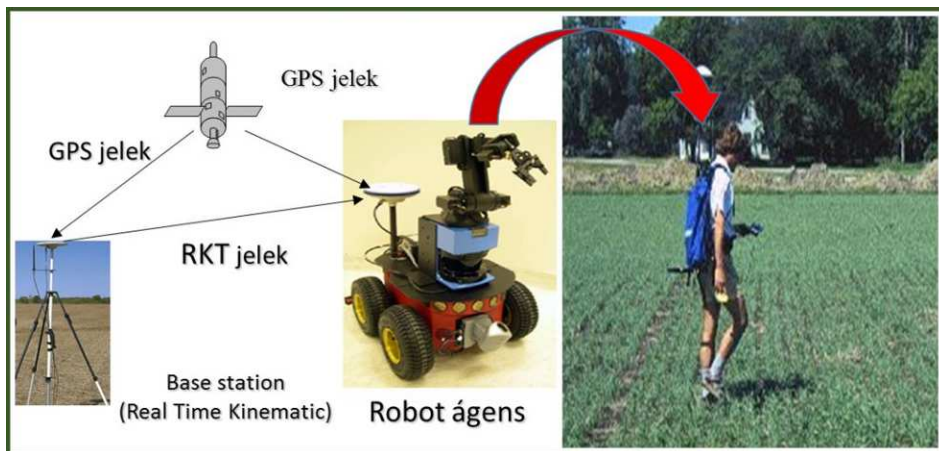 GPS jelek
GPS jelek
RKT jelek
Base station
(Real Time Kinematic)
Robot ágens